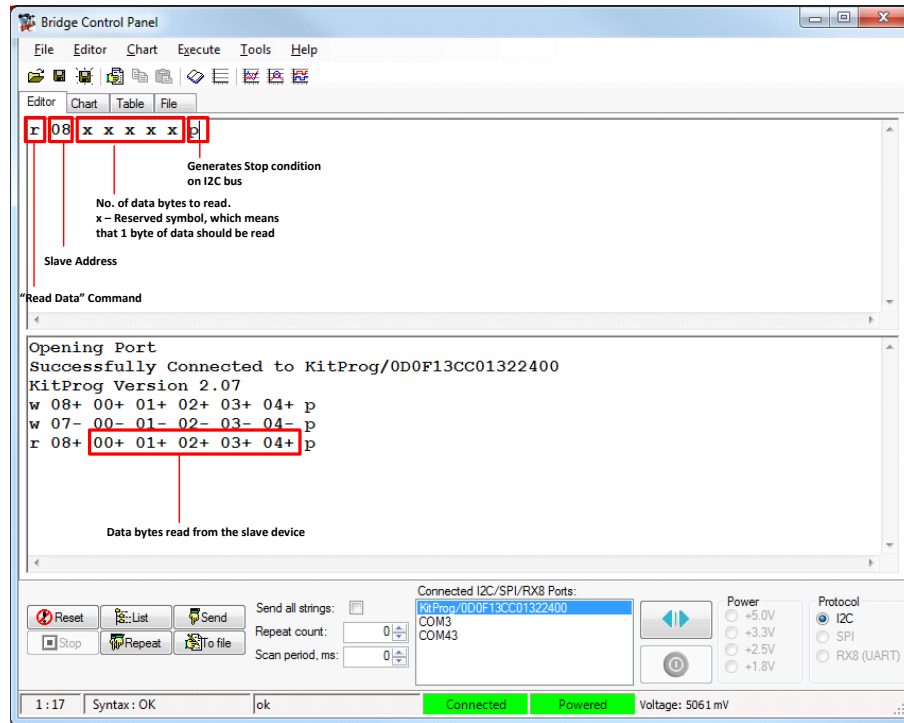 Bridge Control Panel
File Editor Chart Execute Tools Help
Editor Chart Table File
r 08 x x x x x p
Generates Stop condition
on I2C bus
No. of data bytes to read.
x – Reserved symbol, which means
that 1 byte of data should be read
Slave Address
“Read Data” Command
Opening Port
Successfully Connected to KitProg/0D0F13CC01322400
KitProg Version 2.07
w 08+ 00+ 01+ 02+ 03+ 04+ p
w 07- 00- 01- 02- 03- 04- p
r 08+ 00+ 01+ 02+ 03+ 04+ p
Data bytes read from the slave device
Connected I2C/SPI/RX8 Ports:
Reset List Send
Stop Repeat To file
Send all strings:
Repeat count: 0
Scan period, ms: 0
KitProg/0D0F13CC01322400
COM3
COM43
Power
+5.0V
+3.3V
+2.5V
+1.8V
Protocol
I2C
SPI
RX8 (UART)
1:17 Syntax : OK ok Connected Powered Voltage: 5061 mV